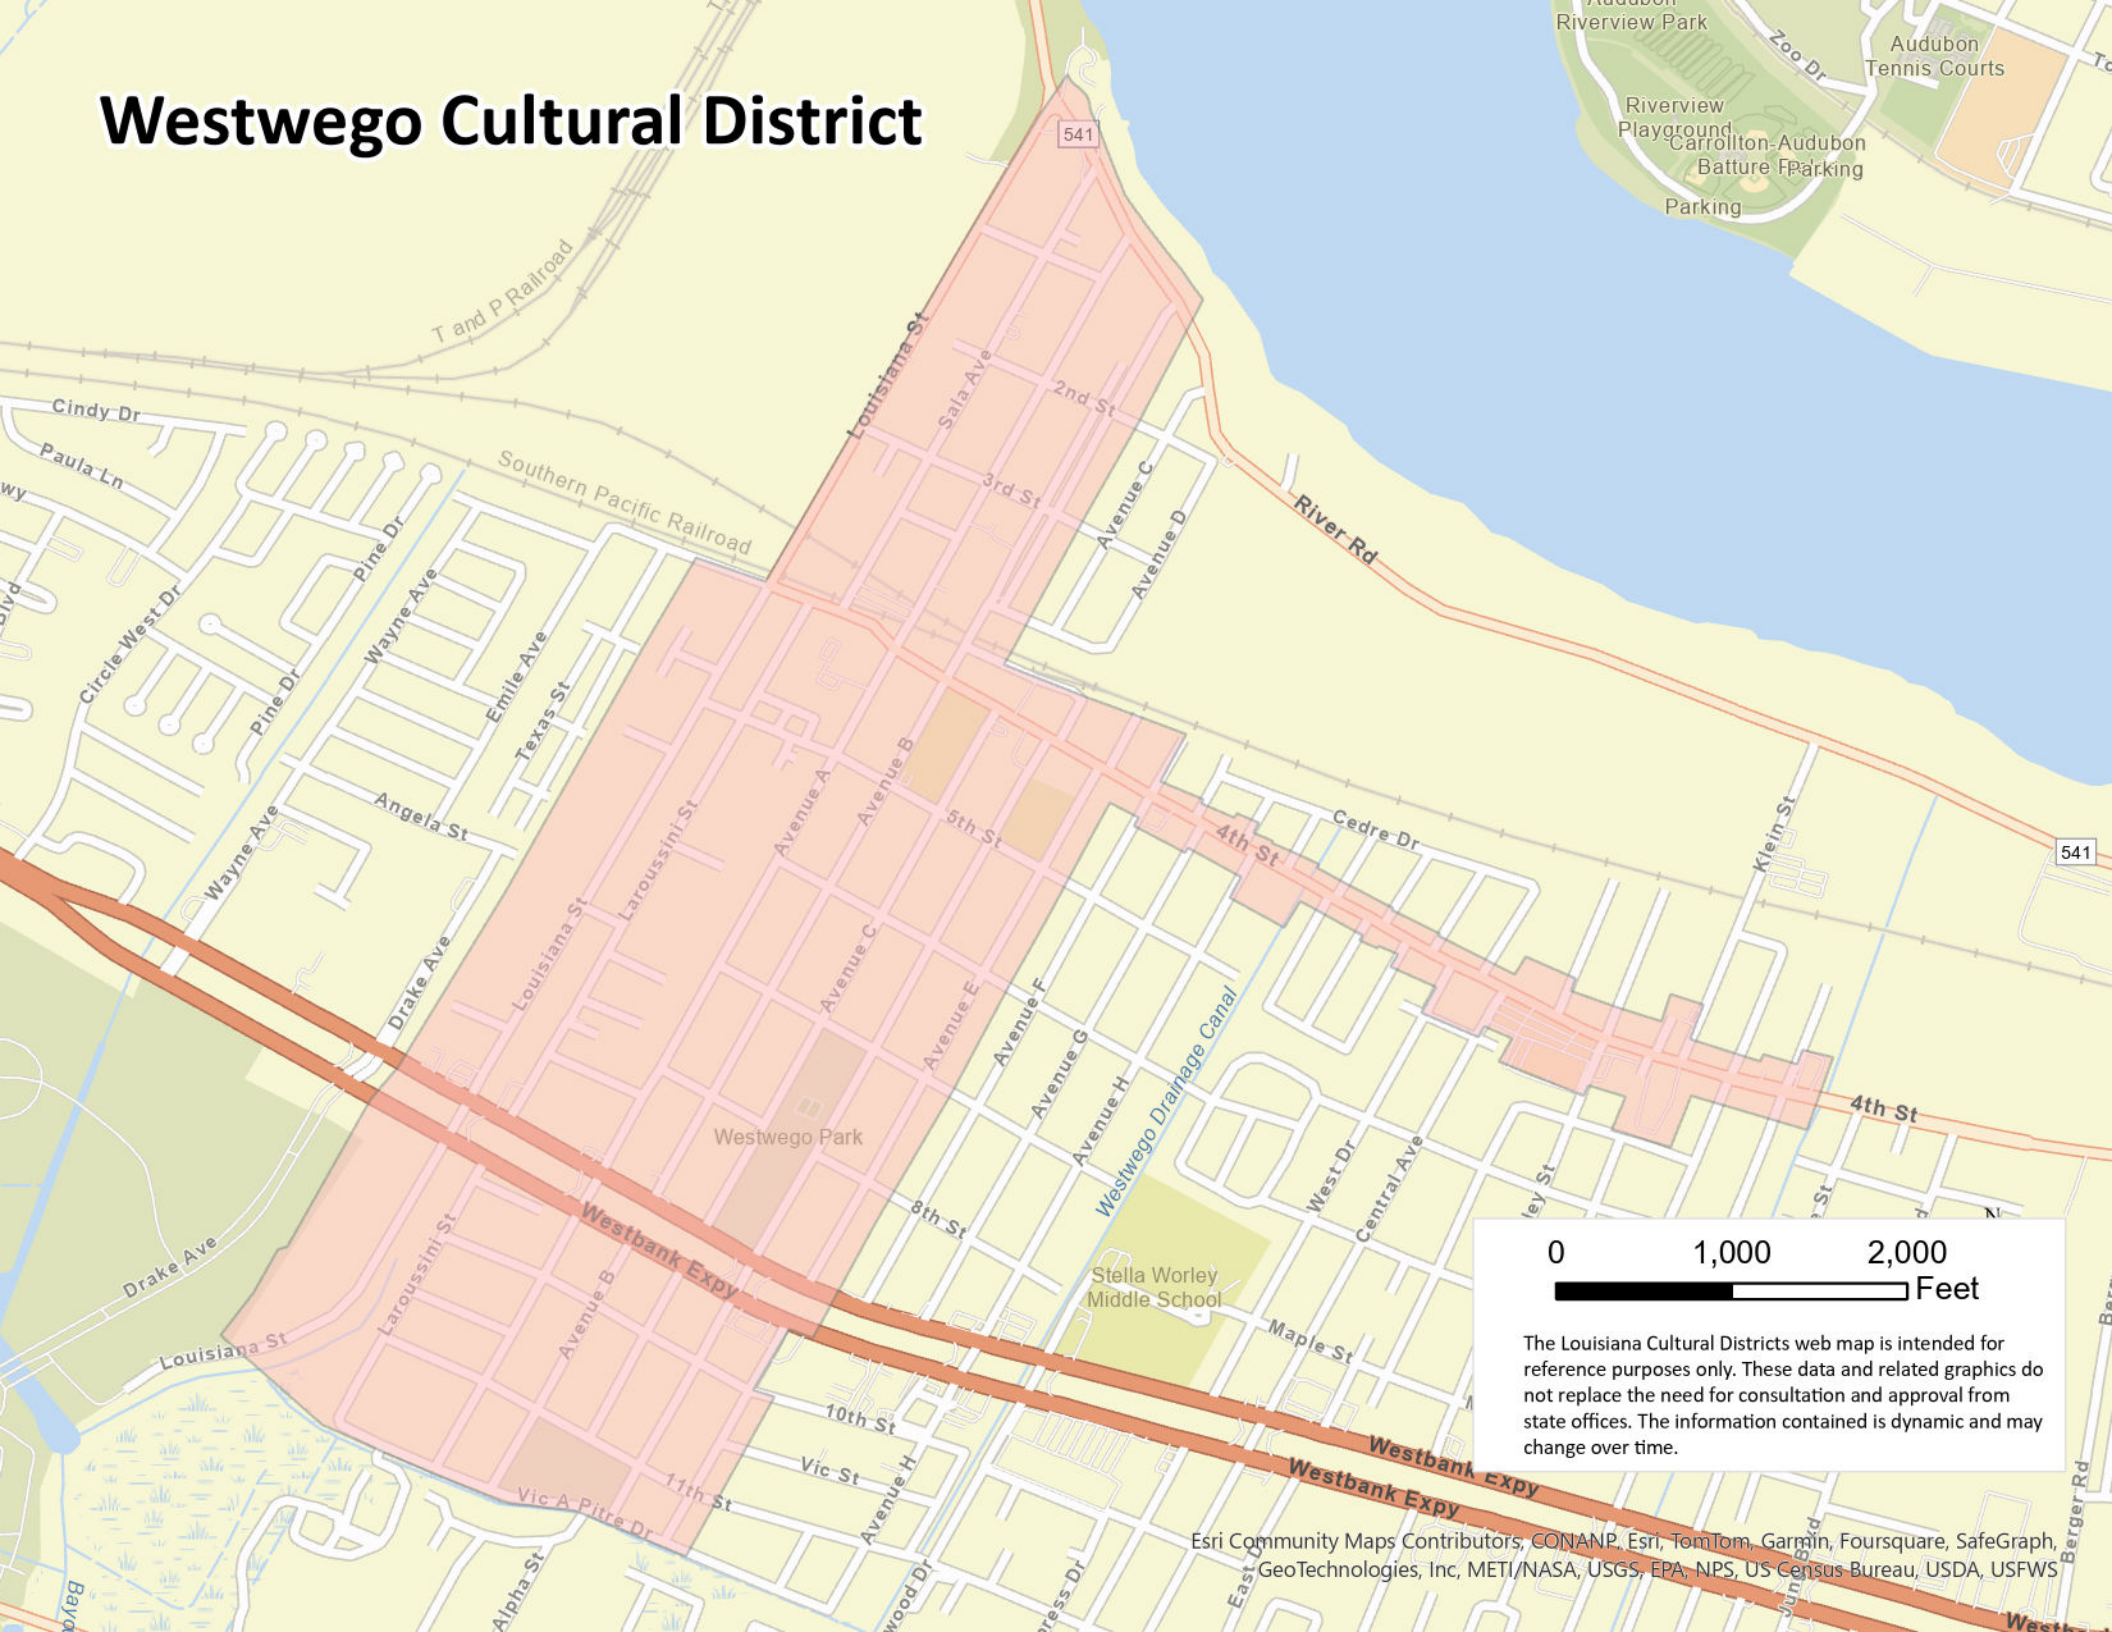 Westwego Cultural District
Audubon
Riverview Park
Zoo Dr
Audubon
Tennis Courts
Riverview
Playground
Carrollton-Audubon
Batture
Parking
Parking
541
T and P Railroad
Louisiana St
Sala Ave
2nd St
3rd St
Avenue C
Avenue D
River Rd
Cindy Dr
Paula Ln
Southern Pacific Railroad
Pine Dr
Wayne Ave
Circle West Dr
Pine Dr
Emile Ave
Texas St
Angela St
Wayne Ave
Drake Ave
Laroussini St
Louisiana St
Avenue A
Avenue B
5th St
4th St
Cedre Dr
Klein St
541
Avenue C
Avenue E
Avenue F
Avenue G
Avenue H
Westwego Drainage Canal
4th St
Westwego Park
8th St
West Dr
Central Ave
Stella Worley
Middle School
Maple St
Westbank Expy
Drake Ave
Louisiana St
Laroussini St
Avenue B
10th St
Vic St
Avenue H
11th St
Vic A Pitre Dr
Alpha St
Westbank Expy
Westbank Expy
Berger Rd
N
0 1,000 2,000
Feet
The Louisiana Cultural Districts web map is intended for
reference purposes only. These data and related graphics do
not replace the need for consultation and approval from
state offices. The information contained is dynamic and may
change over time.
Esri Community Maps Contributors, CONANP, Esri, TomTom, Garmin, Foursquare, SafeGraph,
GeoTechnologies, Inc, METI/NASA, USGS, EPA, NPS, US Census Bureau, USDA, USFWS